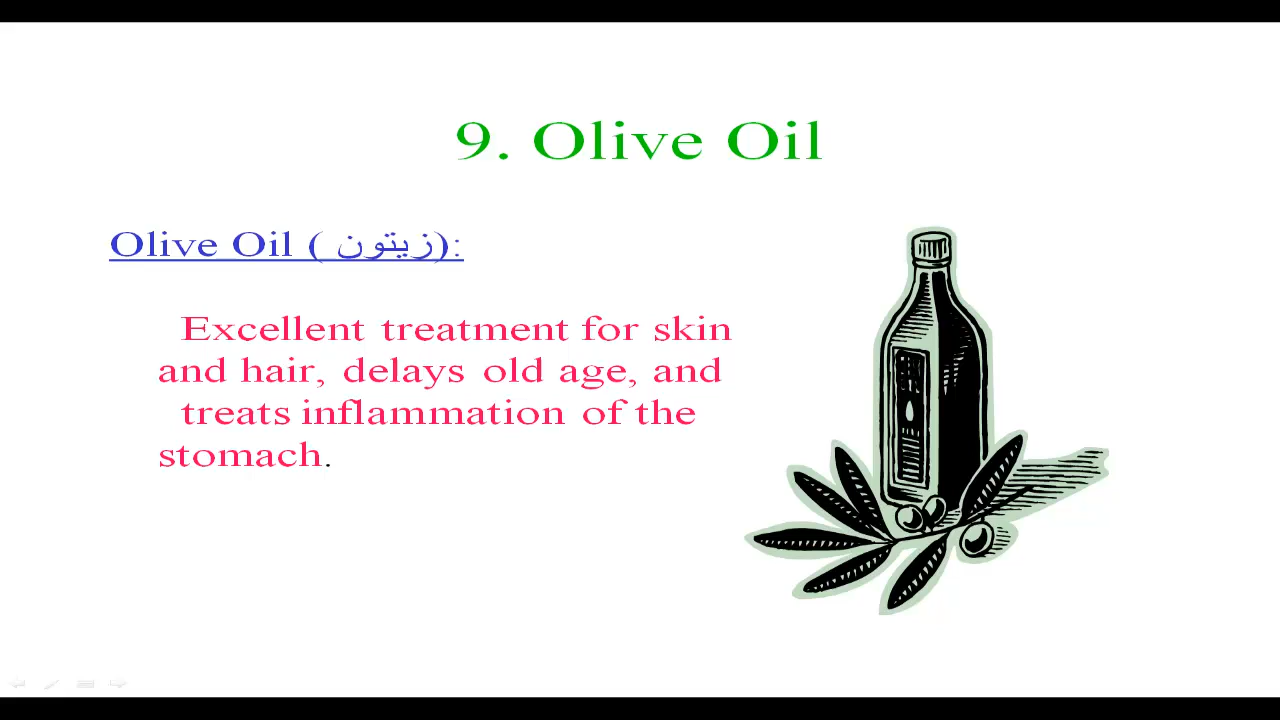 9. Olive Oil
Olive Oil ( زيتون):
Excellent treatment for skin
and hair, delays old age, and
treats inflammation of the
stomach.